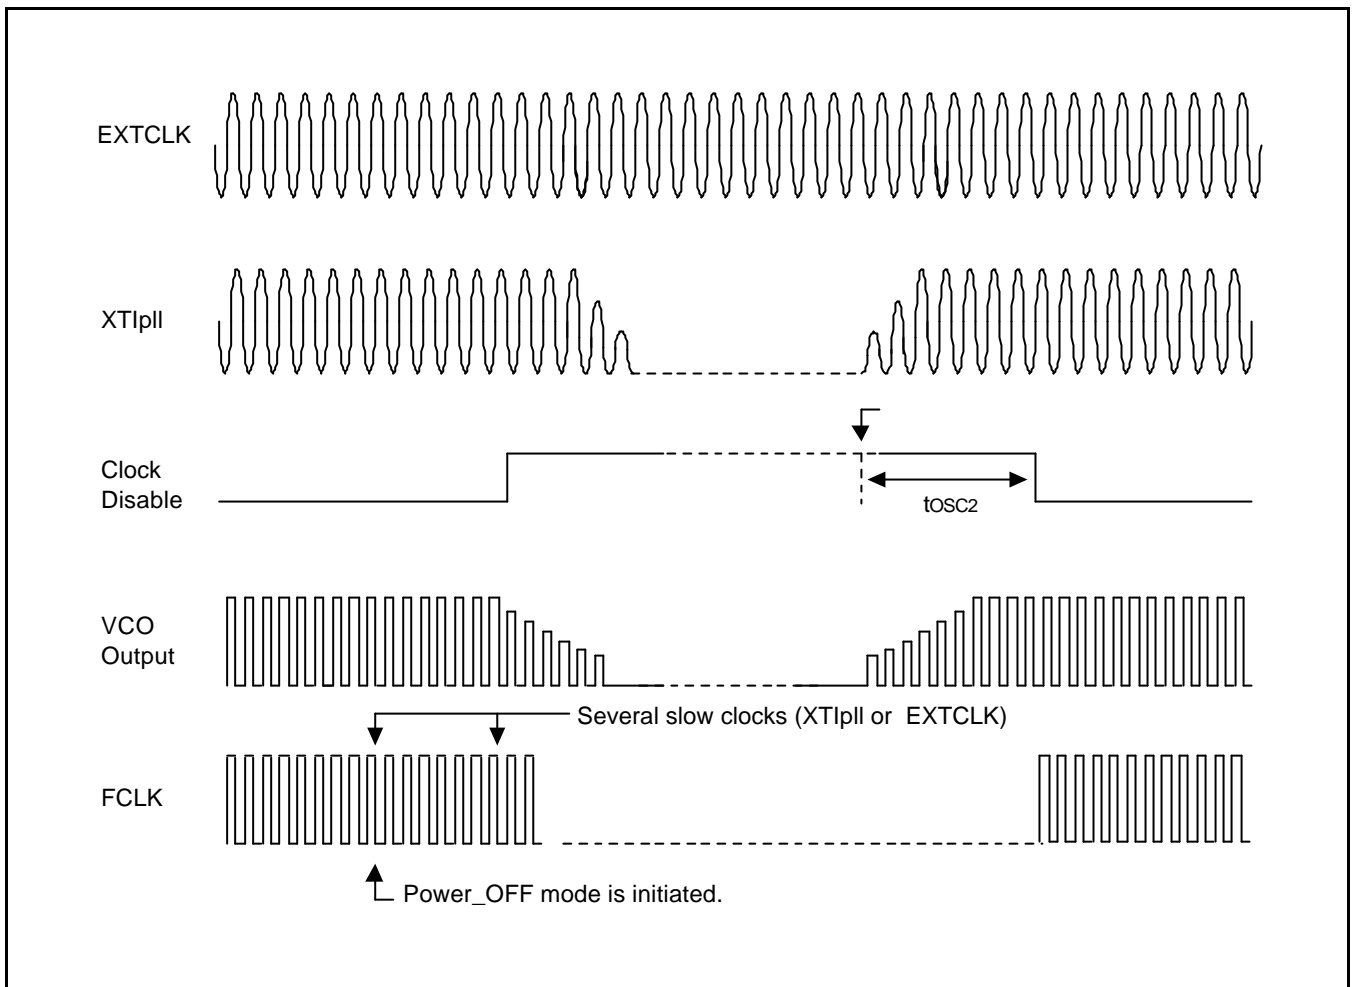 EXTCLK
XTIpll
Clock
Disable
tOSC2
VCO
Output
Several slow clocks (XTIpll or EXTCLK)
FCLK
Power_OFF mode is initiated.